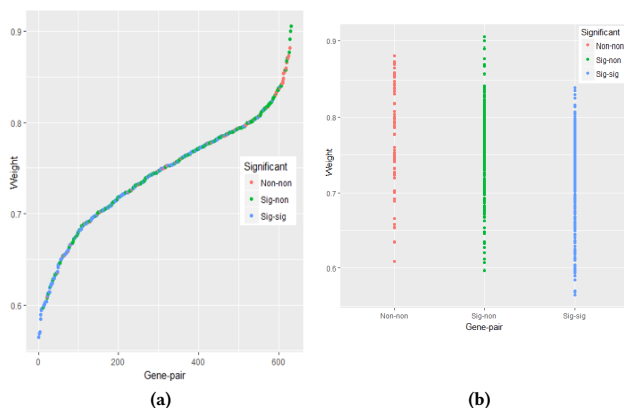 0.9
0.8
0.7
0.6
Weight
0
200
400
600
Gene-pair
Significant
Non-non
Sig-non
Sig-sig
(a)
0.9
0.8
0.7
0.6
Weight
Non-non
Sig-non
Sig-sig
Gene-pair
Significant
Non-non
Sig-non
Sig-sig
(b)